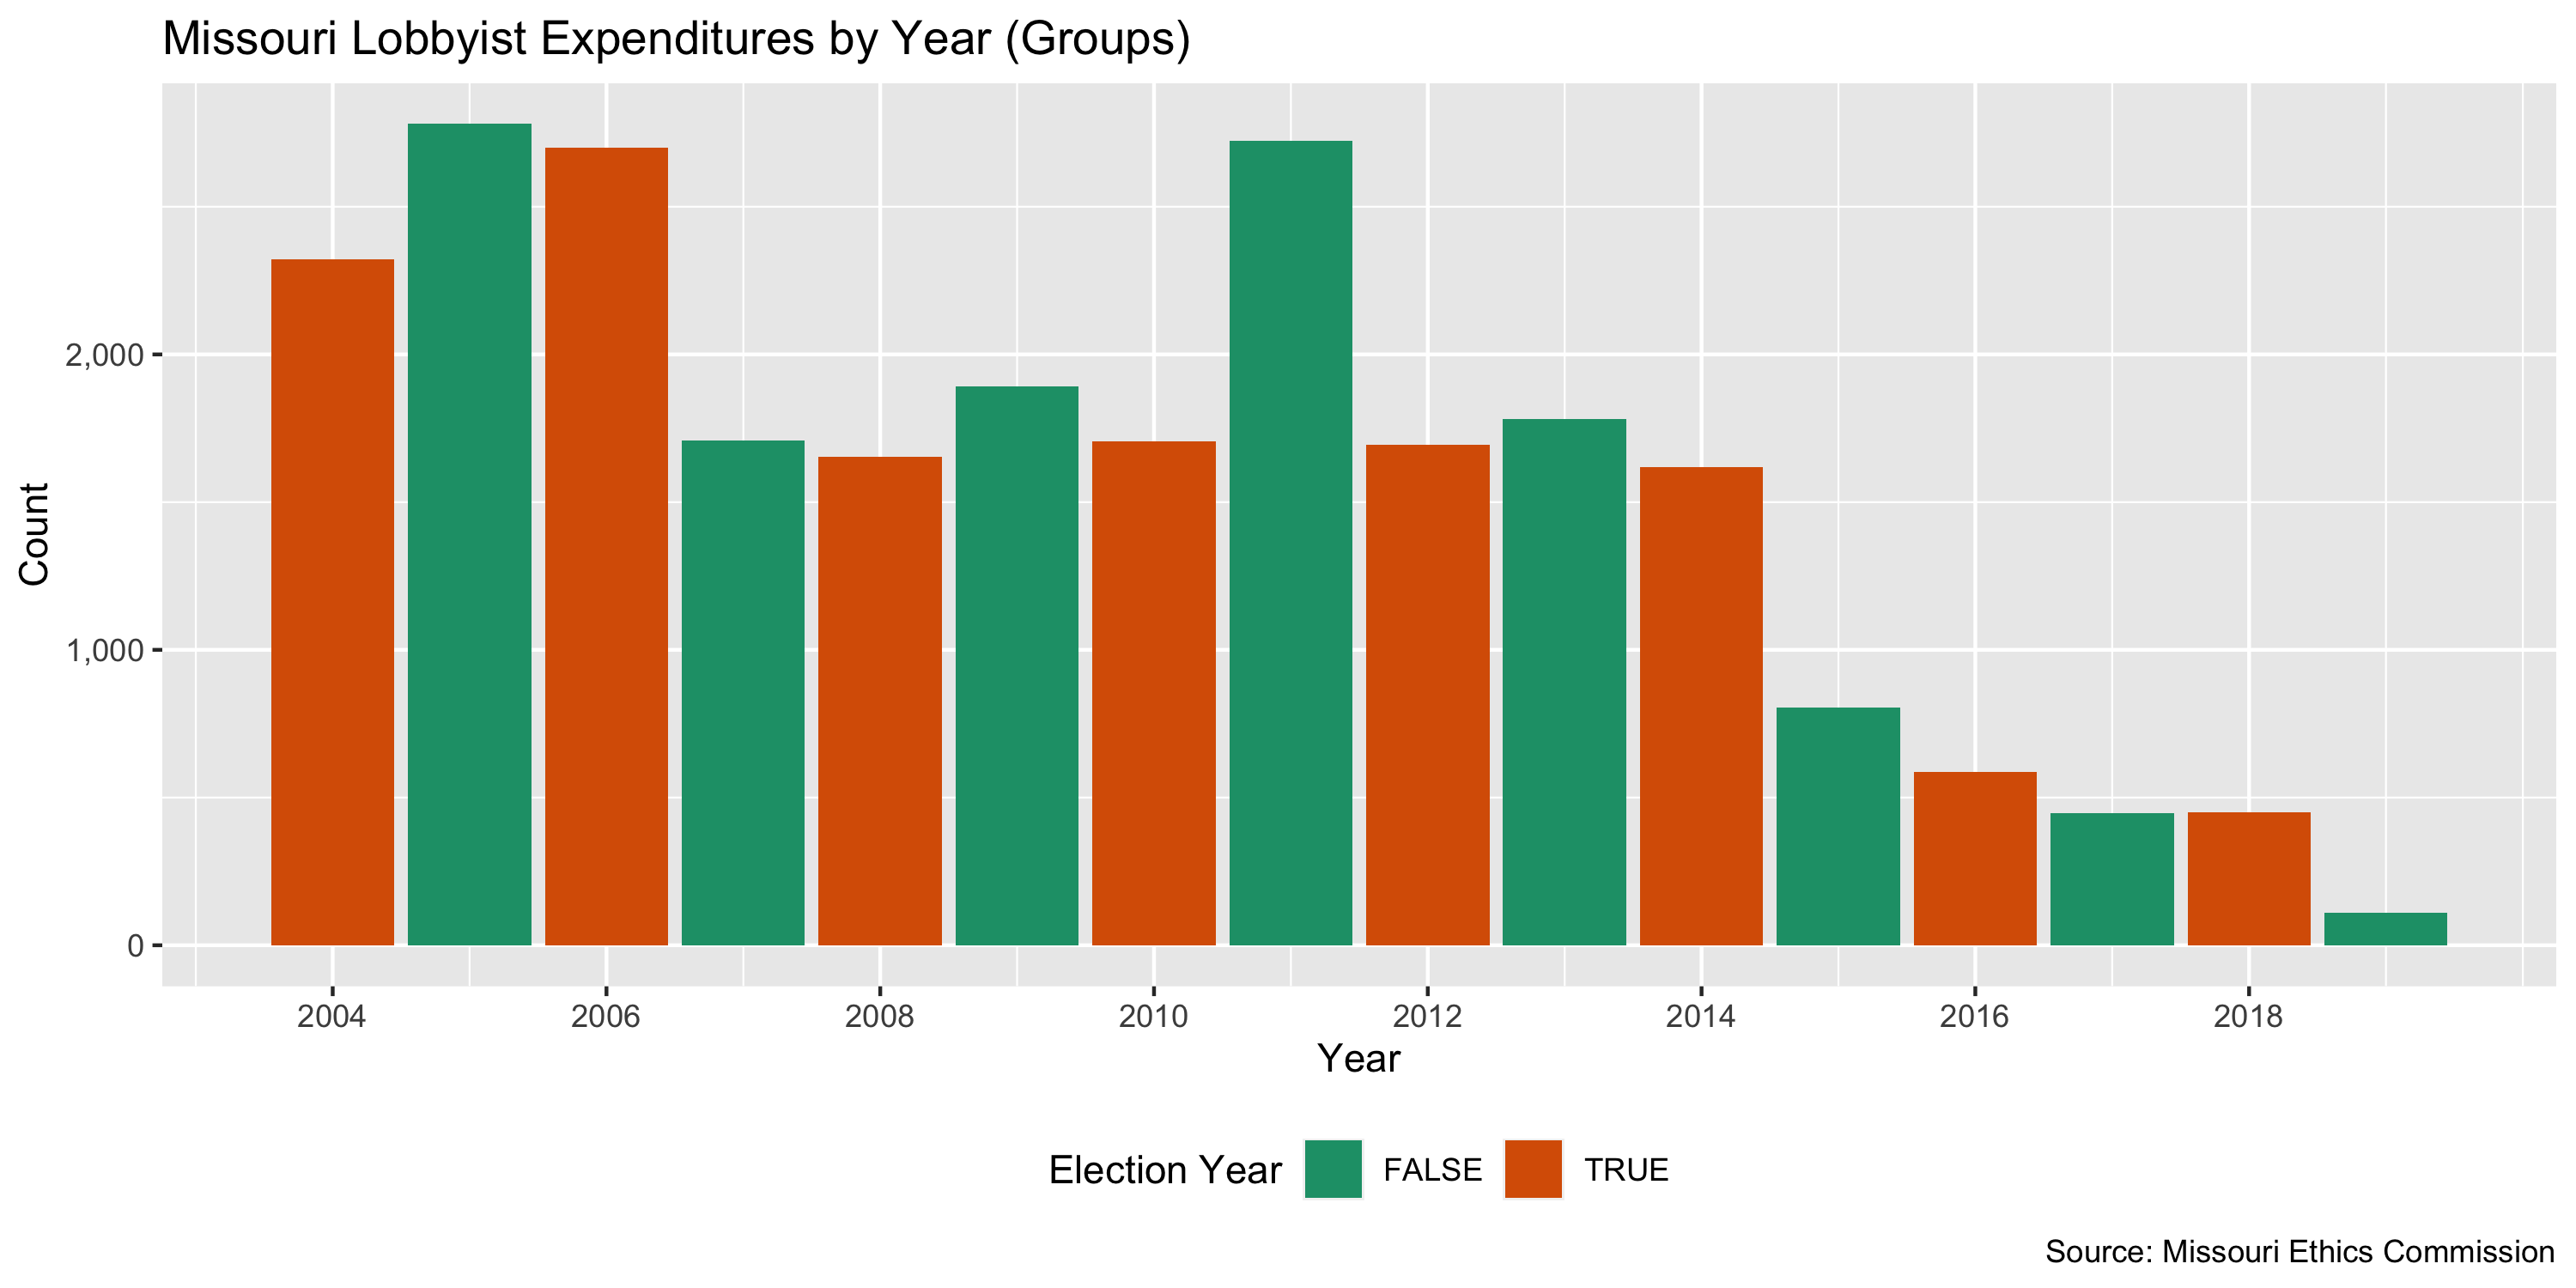 Missouri Lobbyist Expenditures by Year (Groups)
Count
2,000
1,000
0
2004 2006 2008 2010 2012 2014 2016 2018
Year
Election Year FALSE TRUE
Source: Missouri Ethics Commission